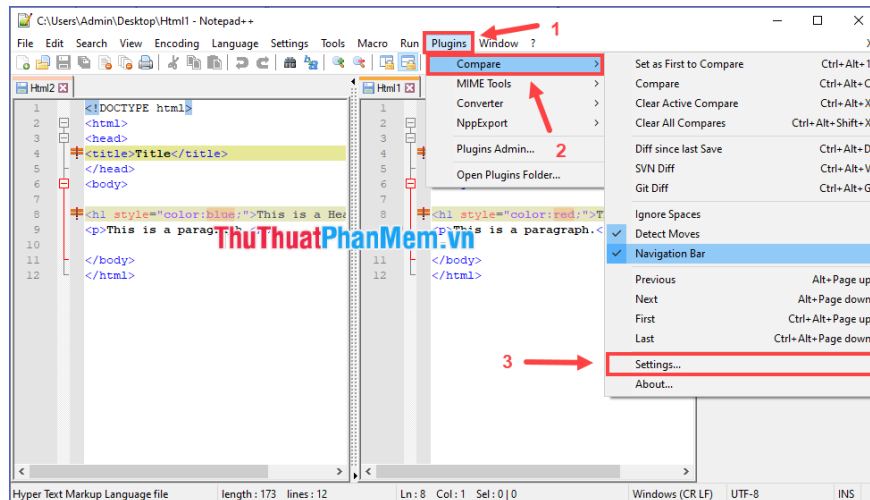 C:\Users\Admin\Desktop\Html1 - Notepad++
File Edit Search View Encoding Language Settings Tools Macro Run Plugins Window ?
1
Html2
1 <!DOCTYPE html>
2 <html>
3 <head>
4 <title>Title</title>
5 </head>
6 <body>
7
8 <h1 style="color:blue;">This is a Hea
9 <p>This is a paragraph.
10
11 </body>
12 </html>
Html1
1
2
3
4
5
6
7
8 <h1 style="color:red;">T
9 <p>This is a paragraph.<
10
11 </body>
12 </html>
Compare
MIME Tools
Converter
NppExport
Plugins Admin...
Open Plugins Folder...
2
Set as First to Compare Ctrl+Alt+1
Compare Ctrl+Alt+C
Clear Active Compare Ctrl+Alt+X
Clear All Compares Ctrl+Alt+Shift+X
Diff since last Save Ctrl+Alt+D
SVN Diff Ctrl+Alt+V
Git Diff Ctrl+Alt+G
Ignore Spaces
Detect Moves
Navigation Bar
Previous Alt+Page up
Next Alt+Page down
First Ctrl+Alt+Page up
Last Ctrl+Alt+Page down
3
Settings...
About...
ThuThuatPhanMem.vn
Hyper Text Markup Language file length : 173 lines : 12 Ln : 8 Col : 1 Sel : 0 | 0 Windows (CR LF) UTF-8 INS